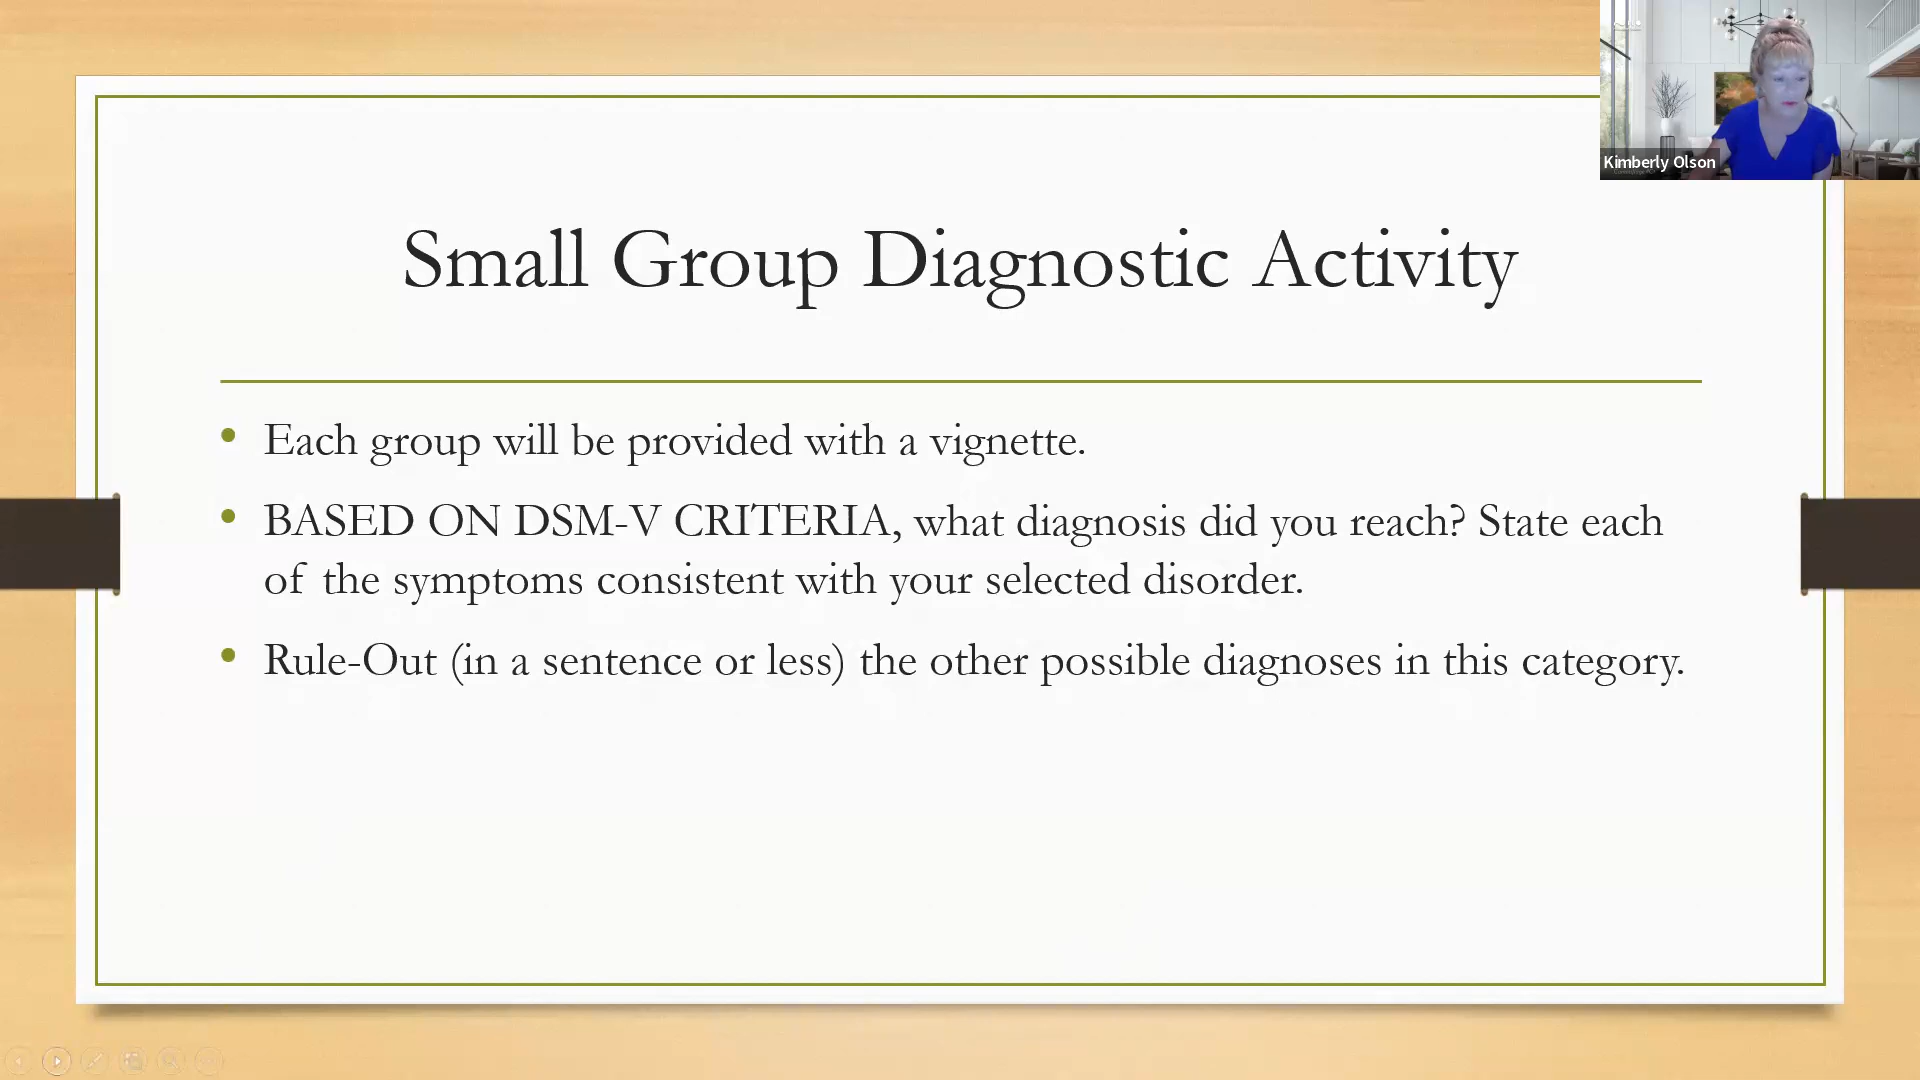 Kimberly Olson
Small Group Diagnostic Activity
• Each group will be provided with a vignette.
• BASED ON DSM-V CRITERIA, what diagnosis did you reach? State each
of the symptoms consistent with your selected disorder.
• Rule-Out (in a sentence or less) the other possible diagnoses in this category.